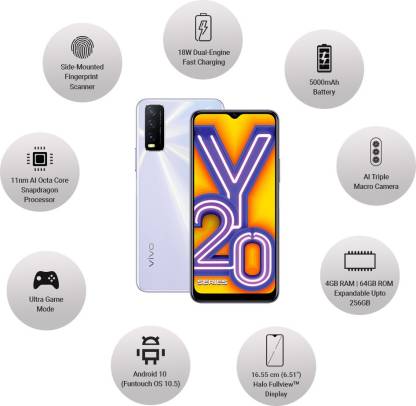 18W Dual-Engine
Fast Charging
Side-Mounted
Fingerprint
Scanner
5000mAh
Battery
11nm AI Octa Core
Snapdragon
Processor
AI Triple
Macro Camera
vivo
Y
20
SERIES
Ultra Game
Mode
4GB RAM | 64GB ROM
Expandable Upto
256GB
Android 10
(Funtouch OS 10.5)
16.55 cm (6.51")
Halo Fullview™
Display